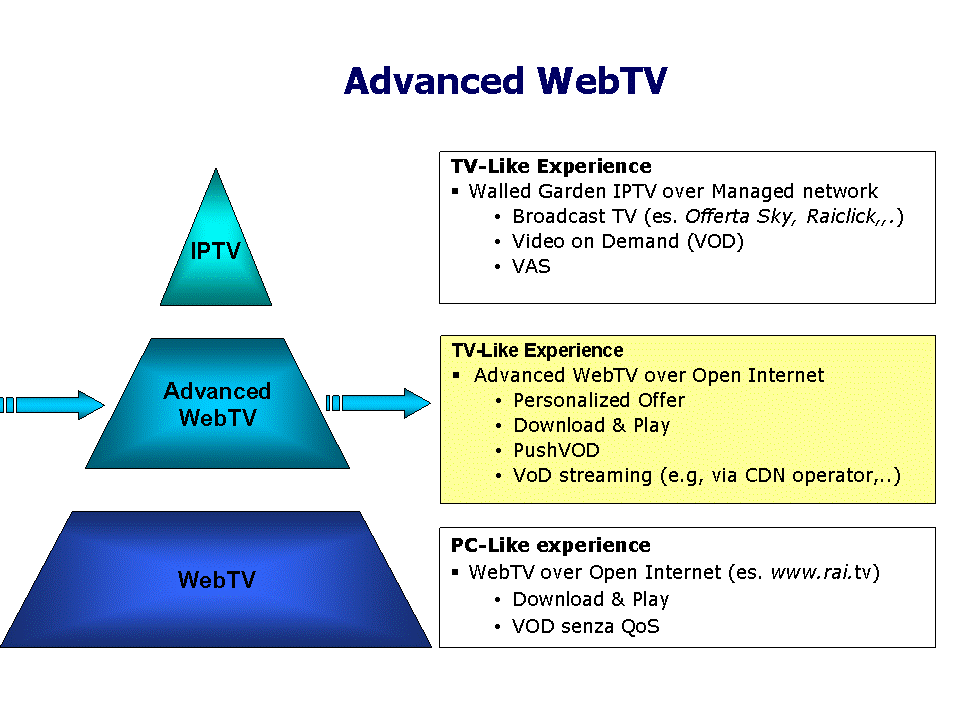 Advanced WebTV
IPTV
TV-Like Experience
▪ Walled Garden IPTV over Managed network
• Broadcast TV (es. Offerta Sky, Raiclick,,.)
• Video on Demand (VOD)
• VAS
Advanced
WebTV
TV-Like Experience
▪ Advanced WebTV over Open Internet
• Personalized Offer
• Download & Play
• PushVOD
• VoD streaming (e.g, via CDN operator,..)
WebTV
PC-Like experience
▪ WebTV over Open Internet (es. www.rai.tv)
• Download & Play
• VOD senza QoS